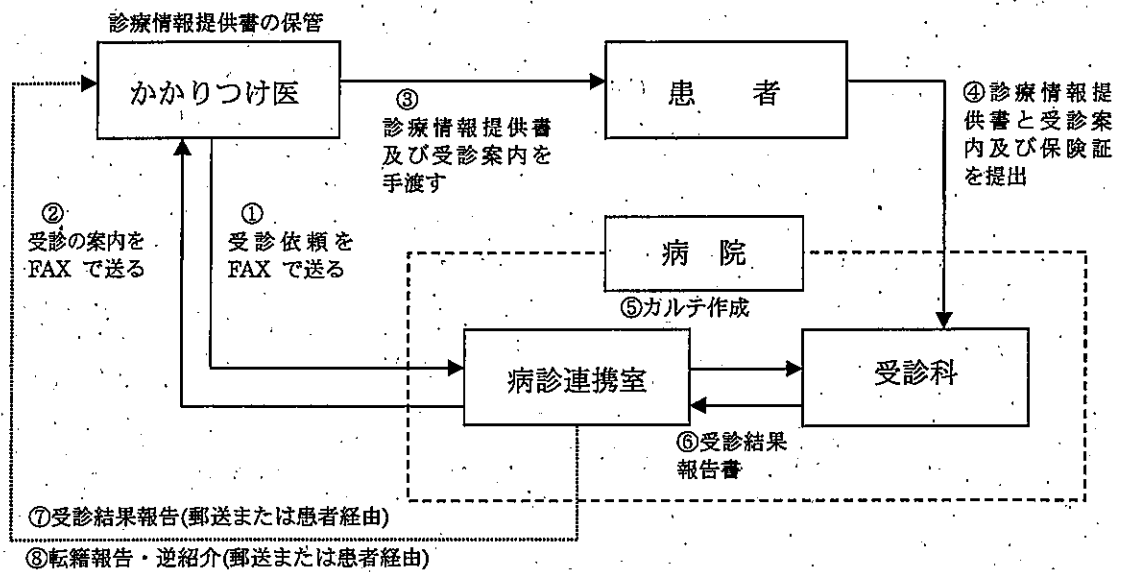 診療情報提供書の保管
かかりつけ医
患　者
③
診療情報提供書
及び受診案内を
手渡す
④診療情報提
供書と受診案
内及び保険証
を提出
②
受診の案内を
FAX で送る
①
受診依頼を
FAX で送る
病　院
⑤カルテ作成
病診連携室
受診科
⑥受診結果
報告書
⑦受診結果報告(郵送または患者経由)
⑧転籍報告・逆紹介(郵送または患者経由)